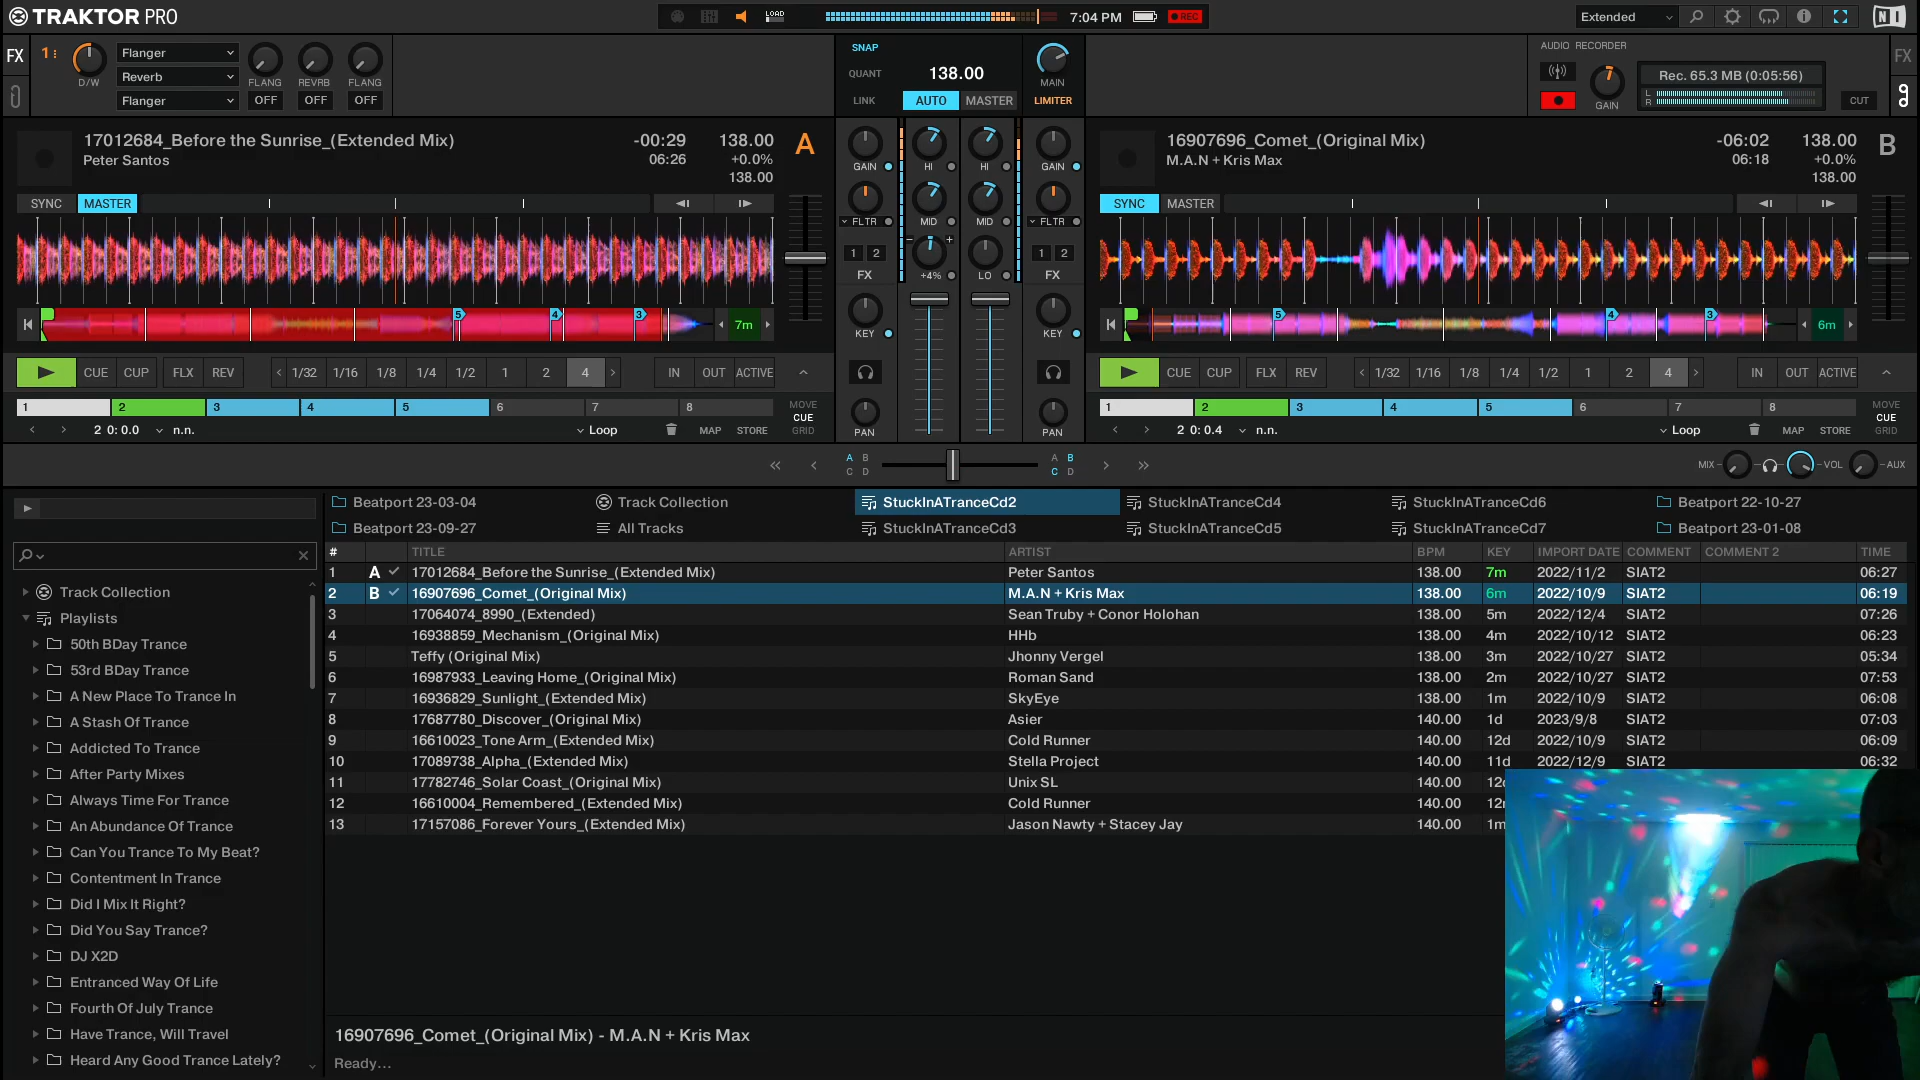 TRAKTOR PRO
LOAD 7:04 PM REC Extended
FX 1 D/W Flanger Reverb Flanger FLANG REVRB FLANG OFF OFF OFF
SNAP QUANT LINK 138.00 AUTO MASTER MAIN LIMITER
AUDIO RECORDER GAIN Rec. 65.3 MB (0:05:56) L R CUT FX
17012684_Before the Sunrise_(Extended Mix) -00:29 138.00 A
Peter Santos 06:26 +0.0%
138.00
SYNC MASTER
7m
CUE CUP FLX REV 1/32 1/16 1/8 1/4 1/2 1 2 4 IN OUT ACTIVE
1 2 3 4 5 6 7 8 MOVE CUE GRID
2 0: 0.0 n.n. Loop MAP STORE
GAIN HI HI GAIN
FLTR MID MID FLTR
1 2 +4% LO 1 2
FX FX
KEY KEY
PAN PAN
16907696_Comet_(Original Mix) -06:02 138.00 B
M.A.N + Kris Max 06:18 +0.0%
138.00
SYNC MASTER
6m
CUE CUP FLX REV 1/32 1/16 1/8 1/4 1/2 1 2 4 IN OUT ACTIVE
1 2 3 4 5 6 7 8 MOVE CUE GRID
2 0: 0.4 n.n. Loop MAP STORE
A B C D A B C D MIX VOL AUX
Beatport 23-03-04 Track Collection StuckInATranceCd2 StuckInATranceCd4 StuckInATranceCd6 Beatport 22-10-27
Beatport 23-09-27 All Tracks StuckInATranceCd3 StuckInATranceCd5 StuckInATranceCd7 Beatport 23-01-08
Track Collection
Playlists
50th BDay Trance
53rd BDay Trance
A New Place To Trance In
A Stash Of Trance
Addicted To Trance
After Party Mixes
Always Time For Trance
An Abundance Of Trance
Can You Trance To My Beat?
Contentment In Trance
Did I Mix It Right?
Did You Say Trance?
DJ X2D
Entranced Way Of Life
Fourth Of July Trance
Have Trance, Will Travel
Heard Any Good Trance Lately?
# TITLE ARTIST BPM KEY IMPORT DATE COMMENT COMMENT 2 TIME
1 A 17012684_Before the Sunrise_(Extended Mix) Peter Santos 138.00 7m 2022/11/2 SIAT2 06:27
2 B 16907696_Comet_(Original Mix) M.A.N + Kris Max 138.00 6m 2022/10/9 SIAT2 06:19
3 17064074_8990_(Extended) Sean Truby + Conor Holohan 138.00 5m 2022/12/4 SIAT2 07:26
4 16938859_Mechanism_(Original Mix) HHb 138.00 4m 2022/10/12 SIAT2 06:23
5 Teffy (Original Mix) Jhonny Vergel 138.00 3m 2022/10/27 SIAT2 05:34
6 16987933_Leaving Home_(Original Mix) Roman Sand 138.00 2m 2022/10/27 SIAT2 07:53
7 16936829_Sunlight_(Extended Mix) SkyEye 138.00 1m 2022/10/9 SIAT2 06:08
8 17687780_Discover_(Original Mix) Asier 140.00 1d 2023/9/8 SIAT2 07:03
9 16610023_Tone Arm_(Extended Mix) Cold Runner 140.00 12d 2022/10/9 SIAT2 06:09
10 17089738_Alpha_(Extended Mix) Stella Project 140.00 11d 2022/12/9 SIAT2 06:32
11 17782746_Solar Coast_(Original Mix) Unix SL 140.00
12 16610004_Remembered_(Extended Mix) Cold Runner 140.00
13 17157086_Forever Yours_(Extended Mix) Jason Nawty + Stacey Jay 140.00
16907696_Comet_(Original Mix) - M.A.N + Kris Max
Ready...